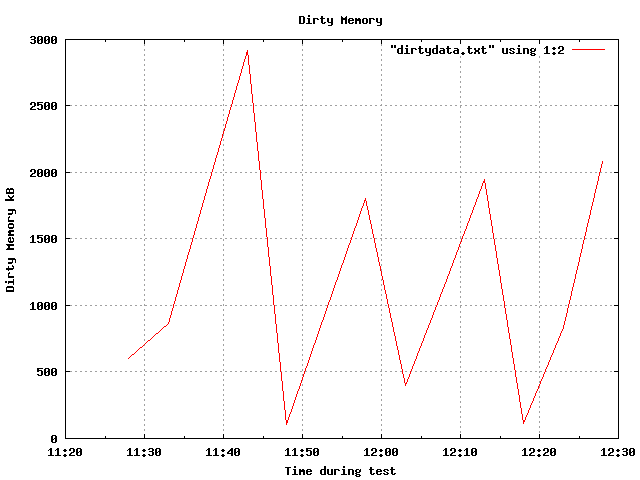 Dirty Memory
3000
"dirtydata.txt" using 1:2
2500
2000
1500
1000
500
0
Dirty Memory kB
11:20 11:30 11:40 11:50 12:00 12:10 12:20 12:30
Time during test